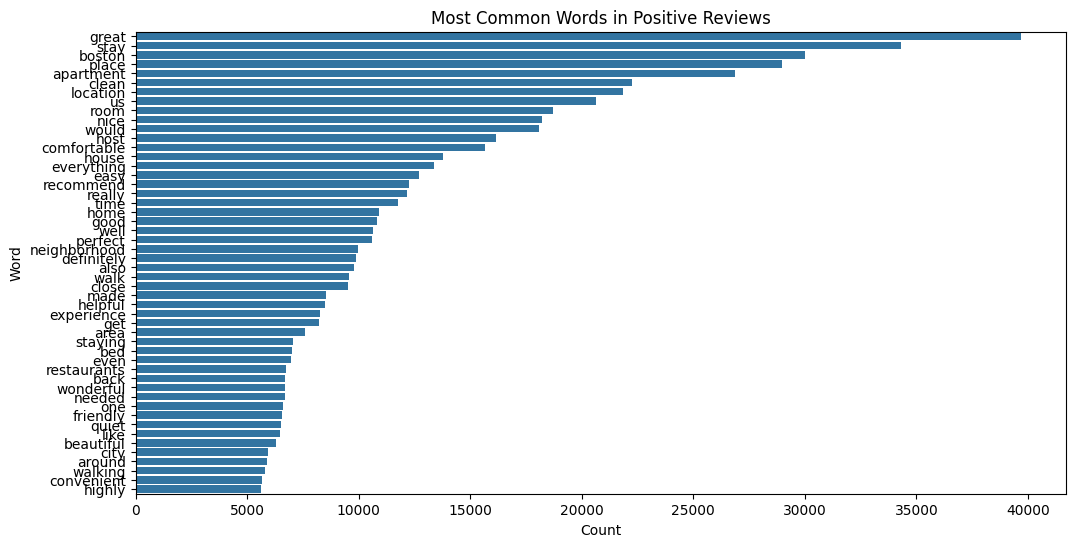 Most Common Words in Positive Reviews
great
stay
boston
place
apartment
clean
location
us
room
nice
would
host
comfortable
house
everything
easy
recommend
really
time
home
good
well
perfect
neighborhood
definitely
also
walk
close
made
helpful
experience
get
area
staying
bed
even
restaurants
back
wonderful
needed
one
friendly
quiet
like
beautiful
city
around
walking
convenient
highly
Word
0 5000 10000 15000 20000 25000 30000 35000 40000
Count